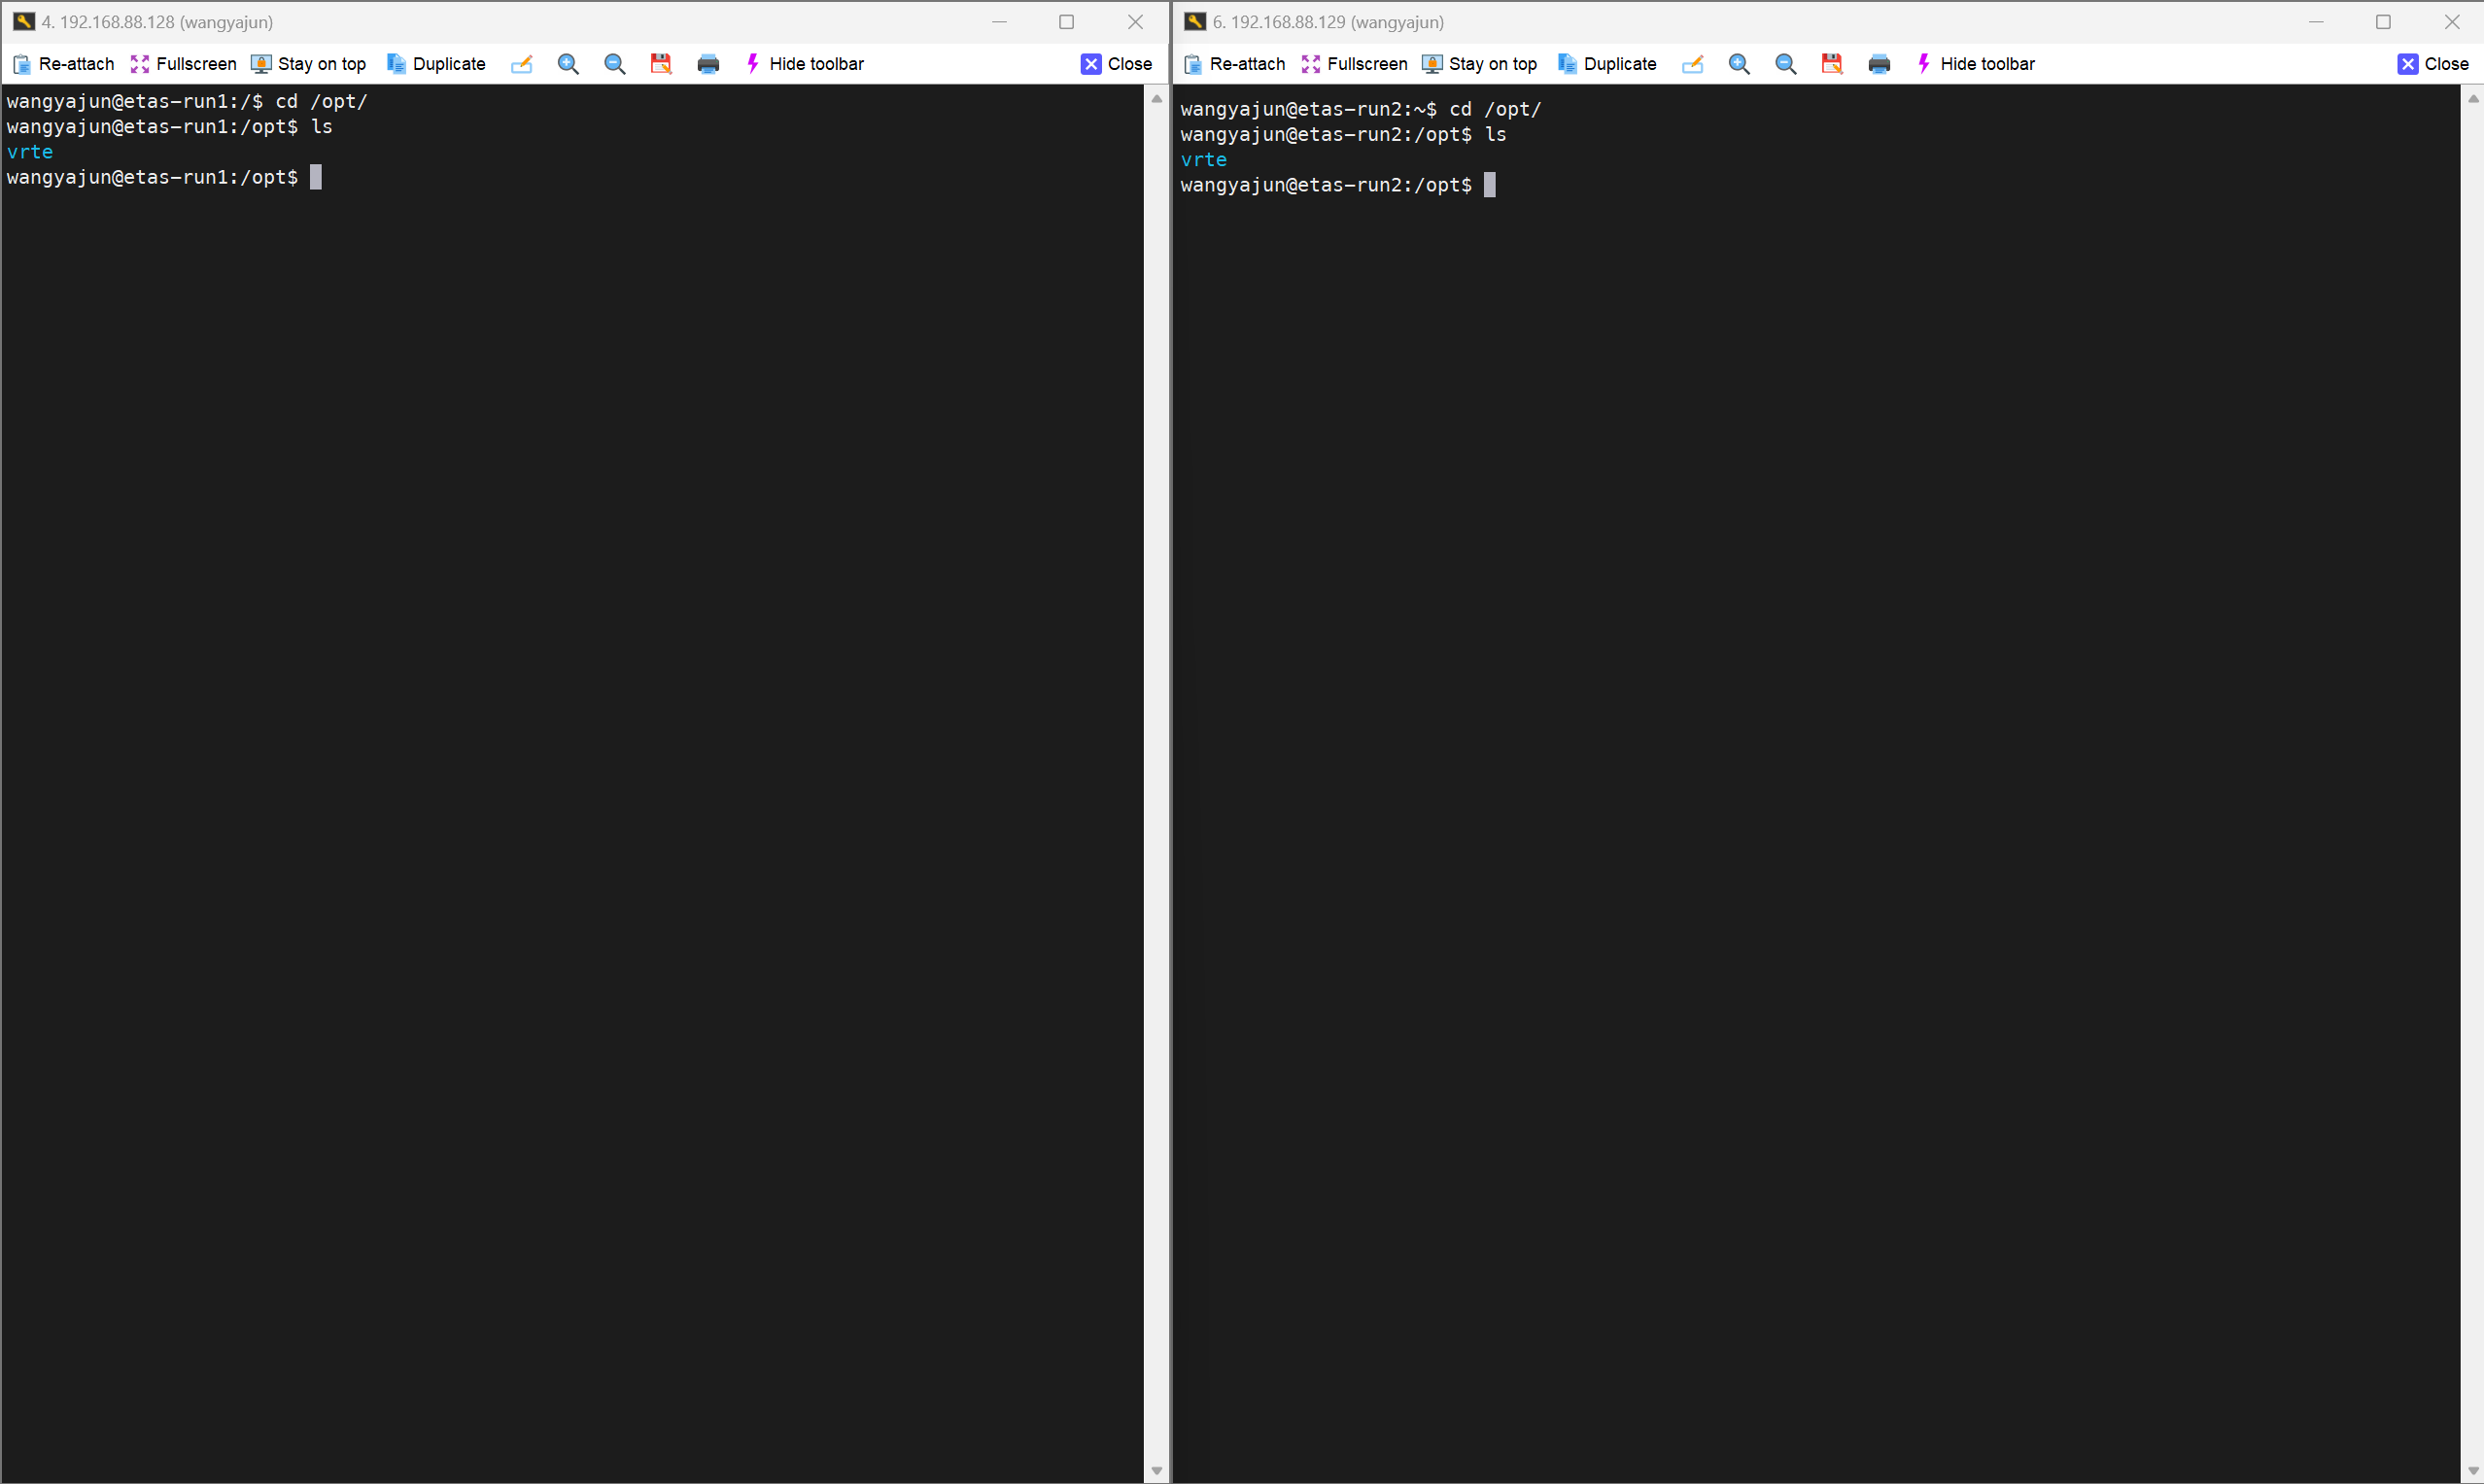 4. 192.168.88.128 (wangyajun)
Re-attach Fullscreen Stay on top Duplicate Hide toolbar Close
wangyajun@etas-run1:/$ cd /opt/
wangyajun@etas-run1:/opt$ ls
vrte
wangyajun@etas-run1:/opt$
6. 192.168.88.129 (wangyajun)
Re-attach Fullscreen Stay on top Duplicate Hide toolbar Close
wangyajun@etas-run2:~$ cd /opt/
wangyajun@etas-run2:/opt$ ls
vrte
wangyajun@etas-run2:/opt$